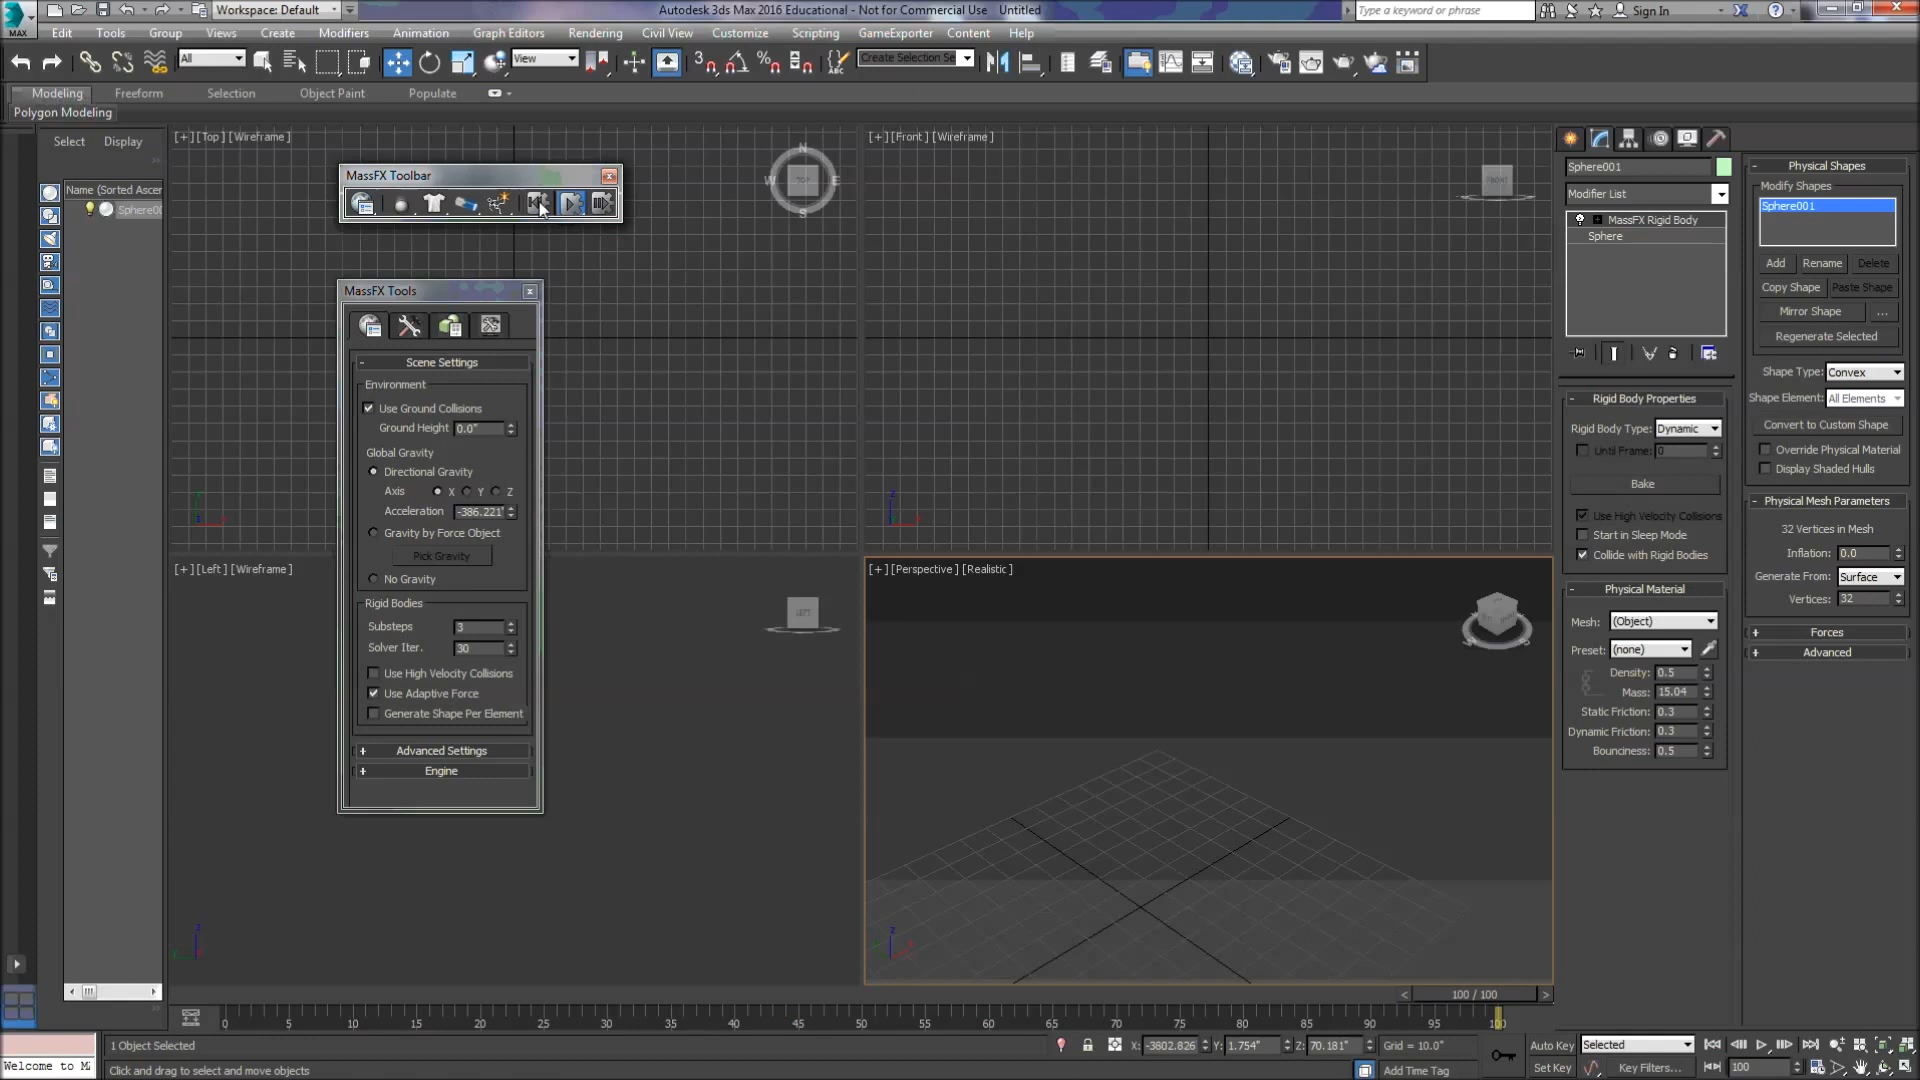 Workspace: Default
Autodesk 3ds Max 2016 Educational - Not for Commercial Use Untitled
Type a keyword or phrase
Sign In
MAX
Edit Tools Group Views Create Modifiers Animation Graph Editors Rendering Civil View Customize Scripting GameExporter Content Help
All
View
Create Selection Se
Modeling Freeform Selection Object Paint Populate
Polygon Modeling
Select Display
Name (Sorted Ascer
Sphere0
[+][Top][Wireframe]
[+][Front][Wireframe]
N
W TOP E
S
FRONT
MassFX Toolbar
MassFX Tools
Scene Settings
Environment
Use Ground Collisions
Ground Height 0.0"
Global Gravity
Directional Gravity
Axis X Y Z
Acceleration -386.221"
Gravity by Force Object
Pick Gravity
No Gravity
Rigid Bodies
Substeps 3
Solver Iter. 30
Use High Velocity Collisions
Use Adaptive Force
Generate Shape Per Element
Advanced Settings
Engine
[+][Left][Wireframe]
LEFT
[+][Perspective][Realistic]
Sphere001
Modifier List
MassFX Rigid Body
Sphere
Rigid Body Properties
Rigid Body Type: Dynamic
Until Frame: 0
Bake
Use High Velocity Collisions
Start in Sleep Mode
Collide with Rigid Bodies
Physical Material
Mesh: (Object)
Preset: (none)
Density: 0.5
Mass: 15.04
Static Friction: 0.3
Dynamic Friction: 0.3
Bounciness: 0.5
Physical Shapes
Modify Shapes
Sphere001
Add Rename Delete
Copy Shape Paste Shape
Mirror Shape ...
Regenerate Selected
Shape Type: Convex
Shape Element: All Elements
Convert to Custom Shape
Override Physical Material
Display Shaded Hulls
Physical Mesh Parameters
32 Vertices in Mesh
Inflation: 0.0
Generate From: Surface
Vertices: 32
Forces
Advanced
< 100 / 100 >
0 5 10 15 20 25 30 35 40 45 50 55 60 65 70 75 80 85 90 95 100
1 Object Selected
X: -3802.826 Y: 1.754" Z: 70.181" Grid = 10.0"
Auto Key Selected
Welcome to M
Click and drag to select and move objects
Add Time Tag
Set Key Key Filters... 100